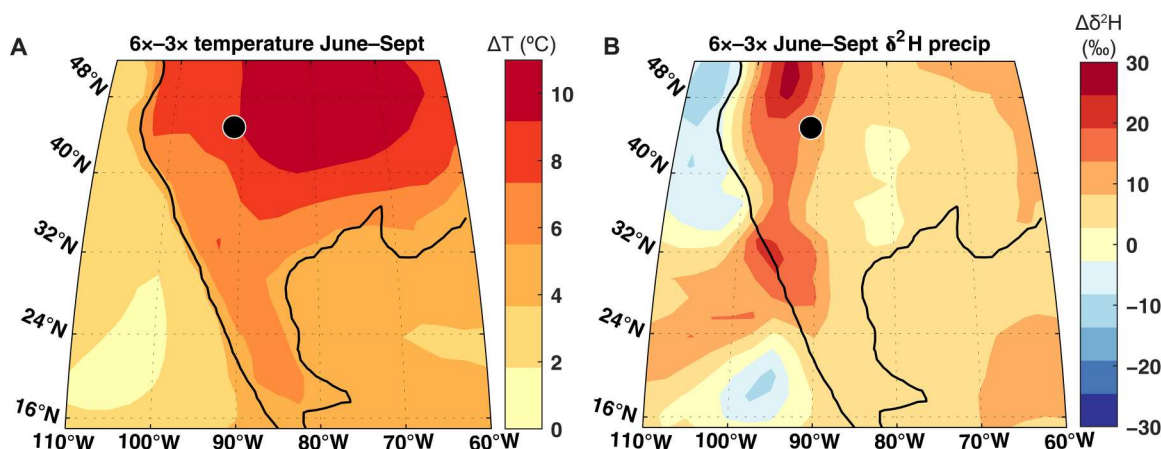 A
6×–3× temperature June–Sept
ΔT (ºC)
48°N
40°N
32°N
24°N
16°N
110°W
100°W
90°W
80°W
70°W
60°W
10
8
6
4
2
0
B
6×–3× June–Sept δ²H precip
Δδ²H
(‰)
48°N
40°N
32°N
24°N
16°N
110°W
100°W
90°W
80°W
70°W
60°W
30
20
10
0
−10
−20
−30